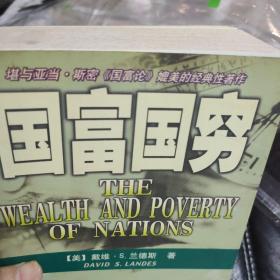 堪与亚当·斯密《国富论》媲美的经典性著作
国富国穷
THE
WEALTH AND POVERTY
OF NATIONS
【美】戴维·S.兰德斯 著
DAVID S. LANDES